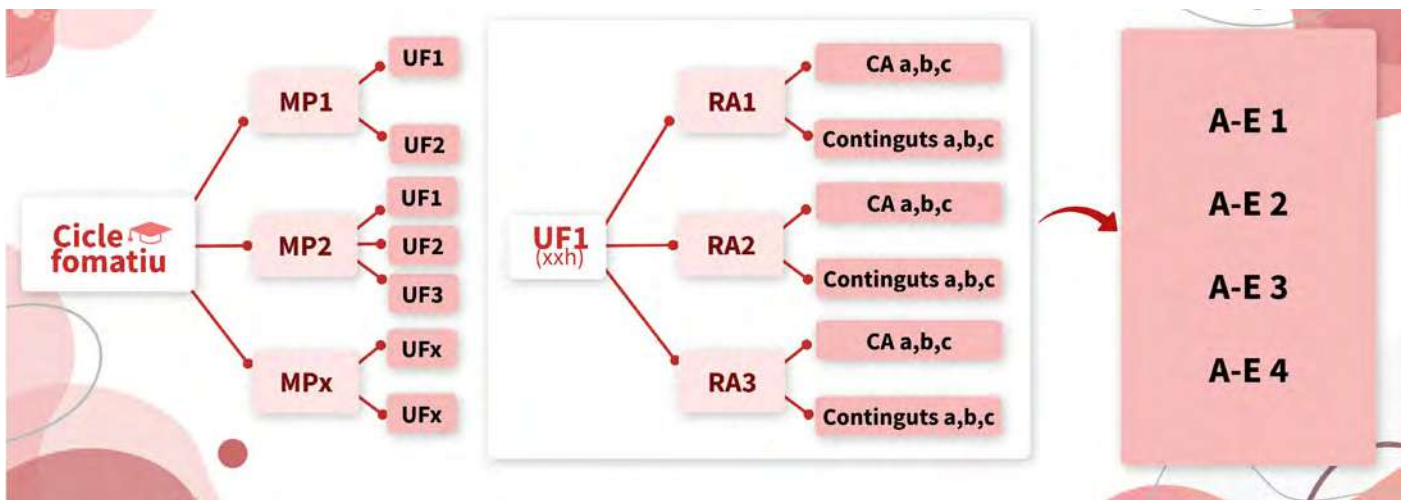 Cicle
fomatiu
MP1
UF1
UF2
MP2
UF1
UF2
UF3
MPx
UFx
UFx
UF1
(xxh)
RA1
CA a,b,c
Continguts a,b,c
RA2
CA a,b,c
Continguts a,b,c
RA3
CA a,b,c
Continguts a,b,c
A-E 1
A-E 2
A-E 3
A-E 4